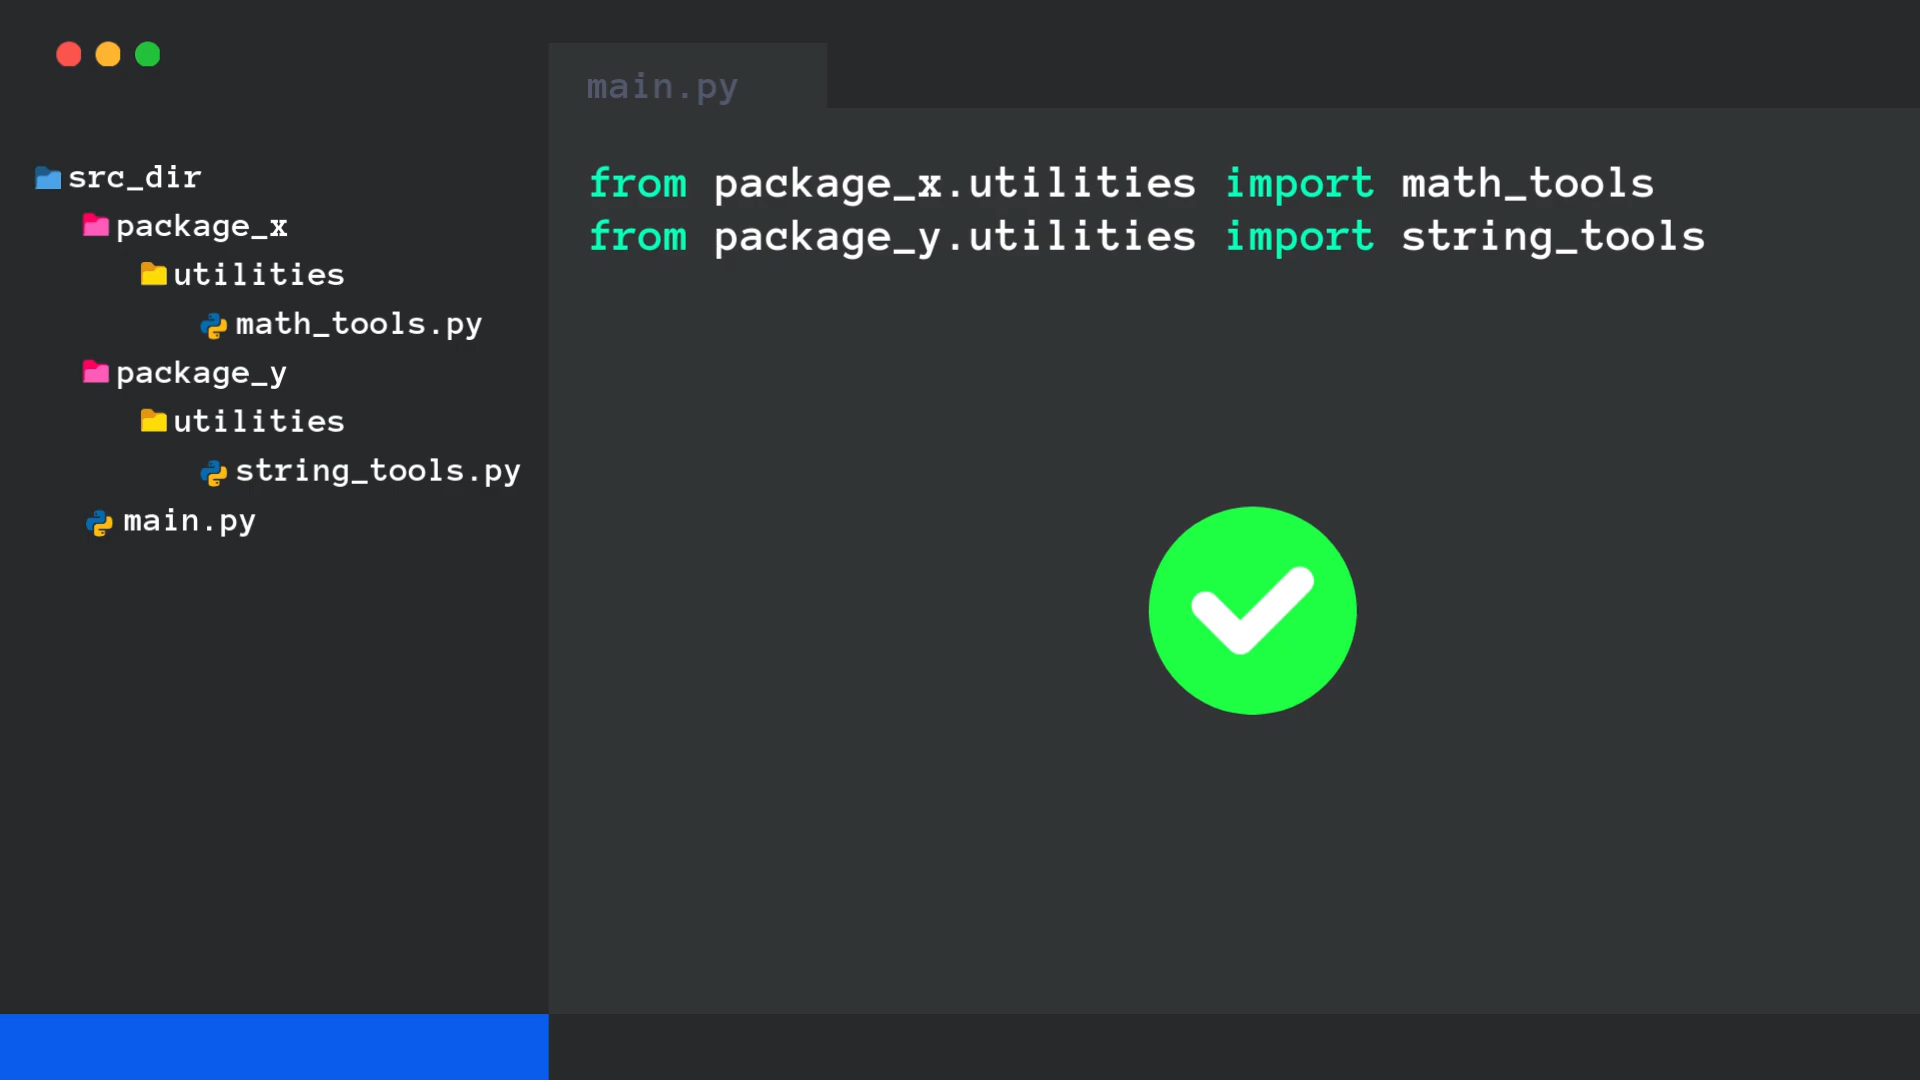 src_dir
package_x
utilities
math_tools.py
package_y
utilities
string_tools.py
main.py
main.py
from package_x.utilities import math_tools
from package_y.utilities import string_tools